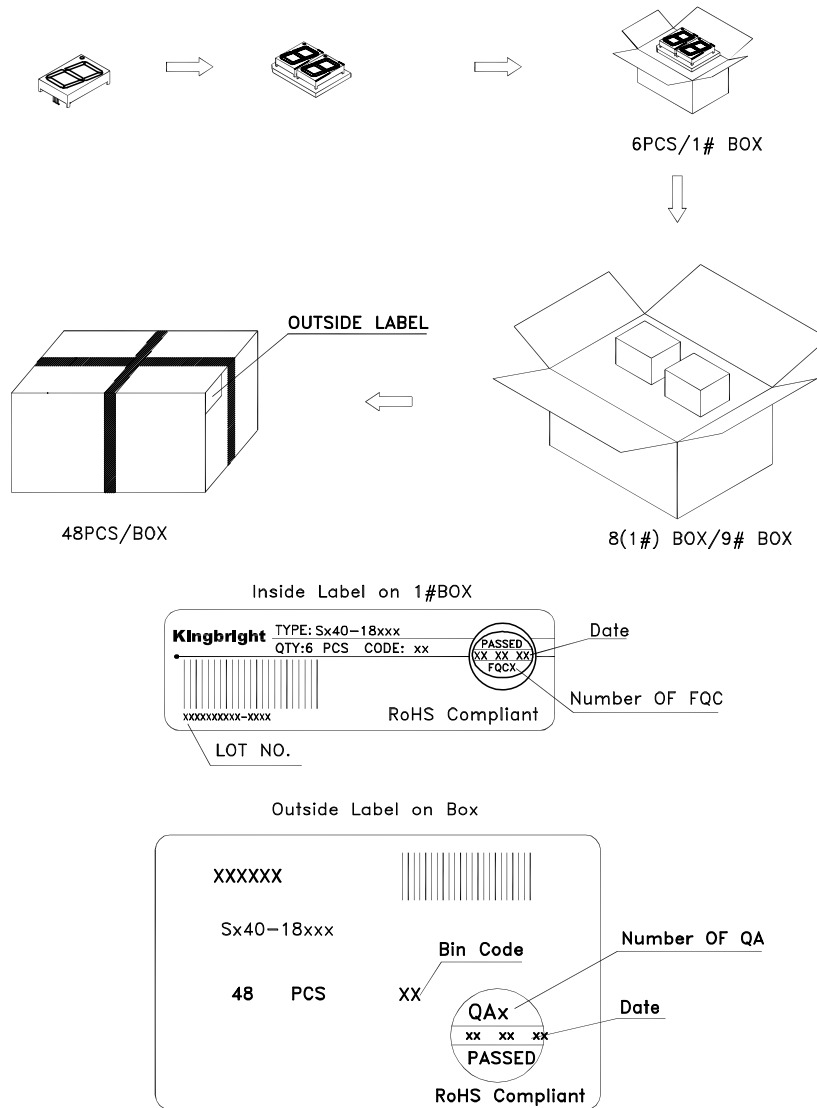 6PCS/1# BOX
OUTSIDE LABEL
48PCS/BOX
8(1#) BOX/9# BOX
Inside Label on 1#BOX
Kingbright TYPE: Sx40-18xxx
QTY:6 PCS CODE: xx
PASSED
XX XX XX
FQCX
Date
Number OF FQC
XXXXXXXXXX-XXXX
RoHS Compliant
LOT NO.
Outside Label on Box
XXXXXX
Sx40-18xxx
Bin Code
Number OF QA
48 PCS XX
QAx
Date
xx xx xx
PASSED
RoHS Compliant